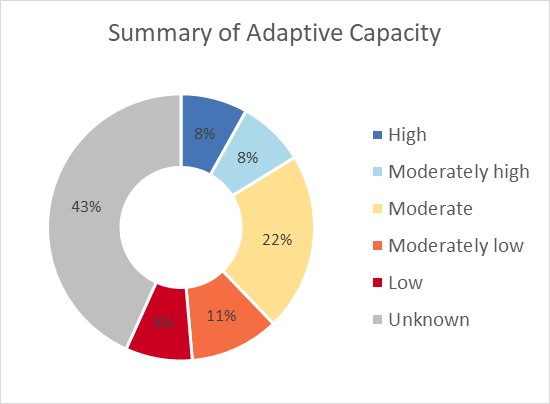 Summary of Adaptive Capacity
8%
8%
22%
11%
8%
43%
High
Moderately high
Moderate
Moderately low
Low
Unknown